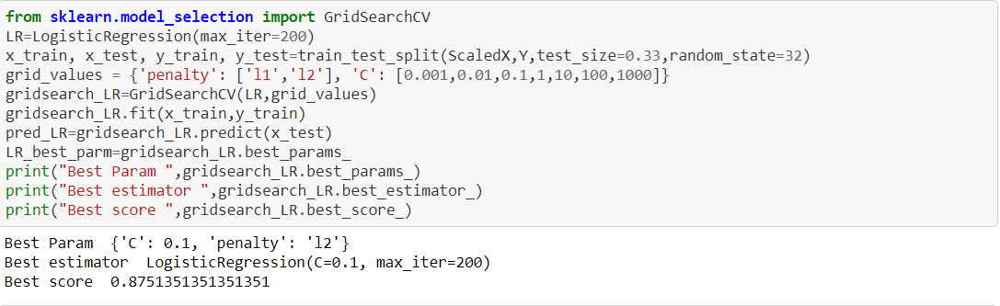 from sklearn.model_selection import GridSearchCV
LR=LogisticRegression(max_iter=200)
x_train, x_test, y_train, y_test=train_test_split(ScaledX,Y,test_size=0.33,random_state=32)
grid_values = {'penalty': ['l1','l2'], 'C': [0.001,0.01,0.1,1,10,100,1000]}
gridsearch_LR=GridSearchCV(LR,grid_values)
gridsearch_LR.fit(x_train,y_train)
pred_LR=gridsearch_LR.predict(x_test)
LR_best_parm=gridsearch_LR.best_params_
print("Best Param ",gridsearch_LR.best_params_)
print("Best estimator ",gridsearch_LR.best_estimator_)
print("Best score ",gridsearch_LR.best_score_)
Best Param  {'C': 0.1, 'penalty': 'l2'}
Best estimator  LogisticRegression(C=0.1, max_iter=200)
Best score  0.8751351351351351